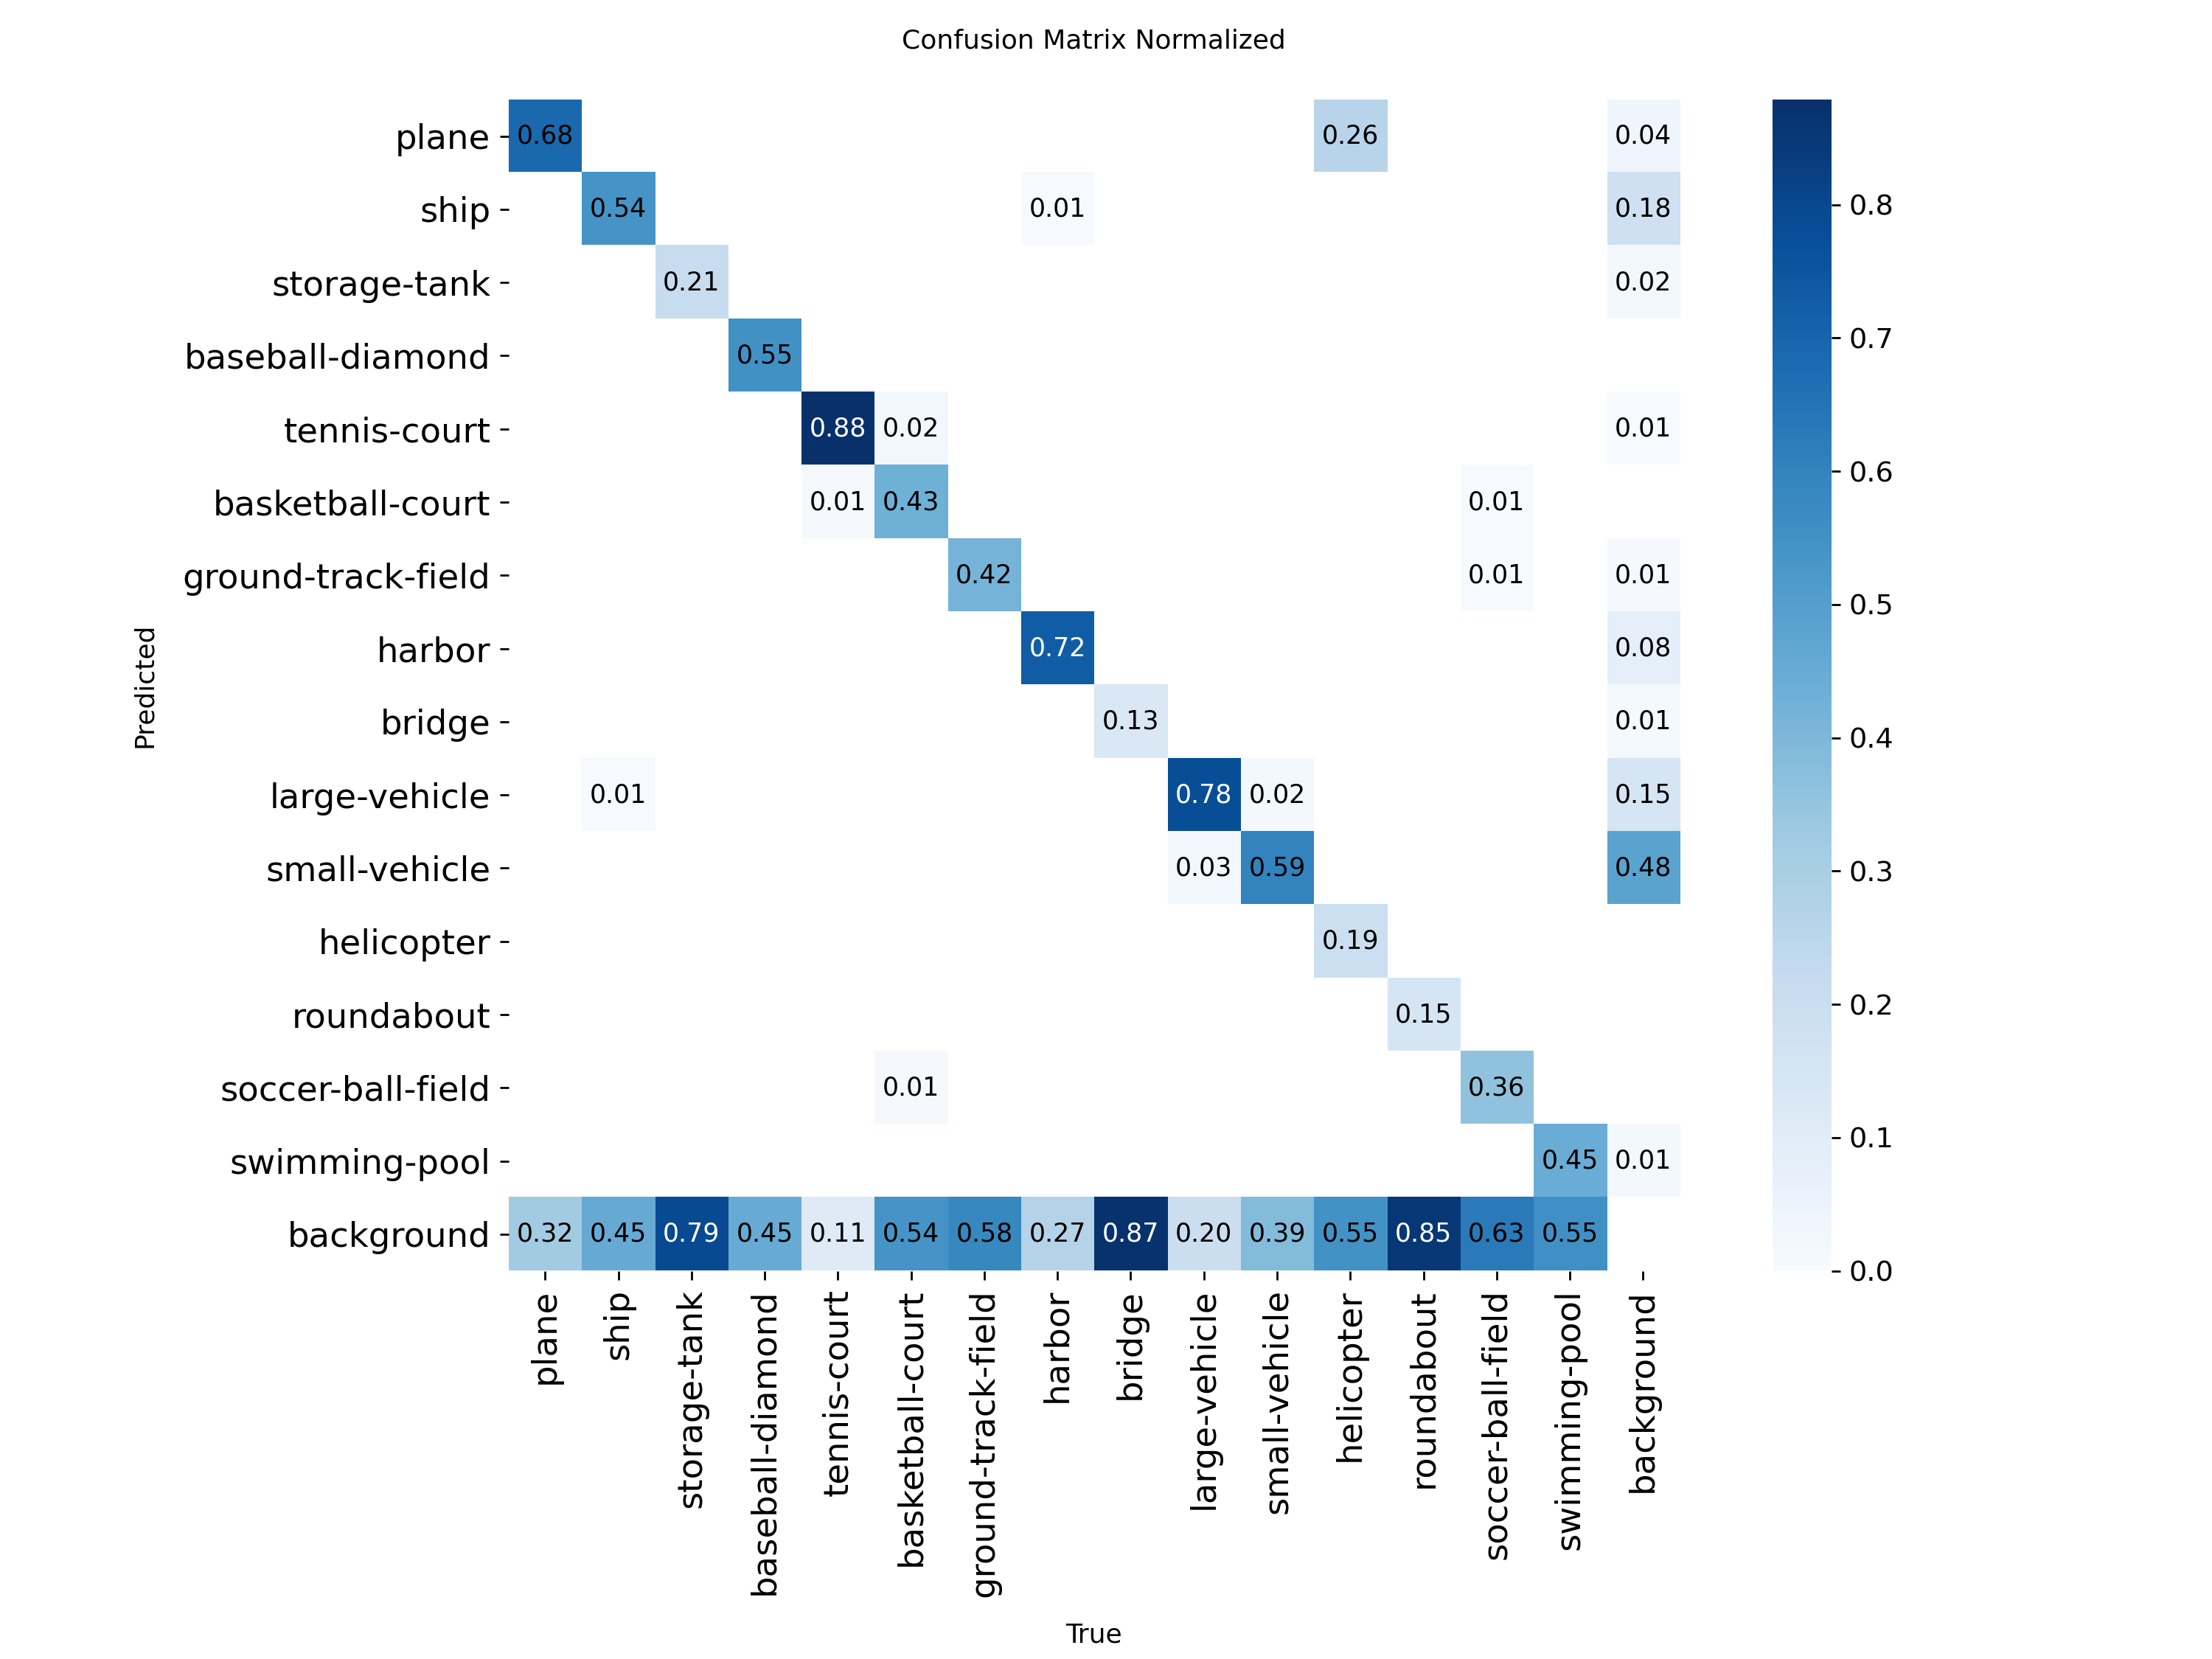 Confusion Matrix Normalized
plane 0.68 0.26 0.04
ship 0.54 0.01 0.18
storage-tank 0.21 0.02
baseball-diamond 0.55
tennis-court 0.88 0.02 0.01
basketball-court 0.01 0.43 0.01
ground-track-field 0.42 0.01 0.01
harbor 0.72 0.08
bridge 0.13 0.01
large-vehicle 0.01 0.78 0.02 0.15
small-vehicle 0.03 0.59 0.48
helicopter 0.19
roundabout 0.15
soccer-ball-field 0.01 0.36
swimming-pool 0.45 0.01
background 0.32 0.45 0.79 0.45 0.11 0.54 0.58 0.27 0.87 0.20 0.39 0.55 0.85 0.63 0.55
Predicted
plane
ship
storage-tank
baseball-diamond
tennis-court
basketball-court
ground-track-field
harbor
bridge
large-vehicle
small-vehicle
helicopter
roundabout
soccer-ball-field
swimming-pool
background
True
0.8
0.7
0.6
0.5
0.4
0.3
0.2
0.1
0.0